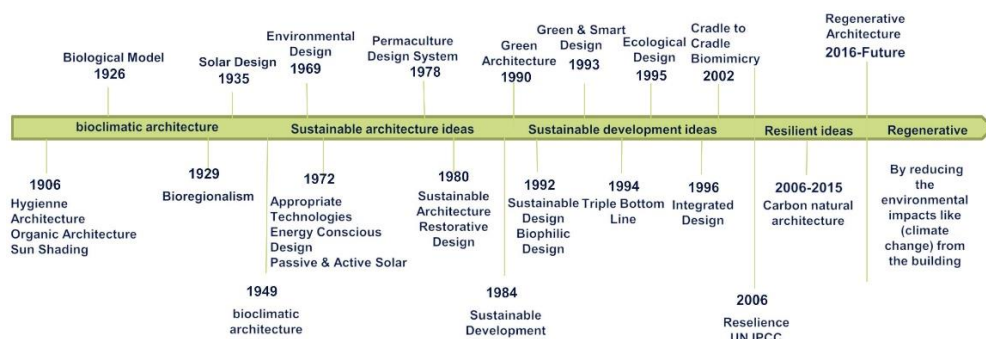 Biological Model
1926
Solar Design
1935
Environmental
Design
1969
Permaculture
Design System
1978
Green
Architecture
1990
Green & Smart
Design
1993
Ecological
Design
1995
Cradle to
Cradle
Biomimicry
2002
Regenerative
Architecture
2016-Future
bioclimatic architecture
Sustainable architecture ideas
Sustainable development ideas
Resilient ideas
Regenerative
1906
Hygienne
Architecture
Organic Architecture
Sun Shading
1929
Bioregionalism
1972
Appropriate
Technologies
Energy Conscious
Design
Passive & Active Solar
1980
Sustainable
Architecture
Restorative
Design
1992
Sustainable
Design
Biophilic
Design
1994
Triple Bottom
Line
1996
Integrated
Design
2006-2015
Carbon natural
architecture
By reducing
the
environmental
impacts like
(climate
change) from
the building
1949
bioclimatic
architecture
1984
Sustainable
Development
2006
Reselience
UN IPCC